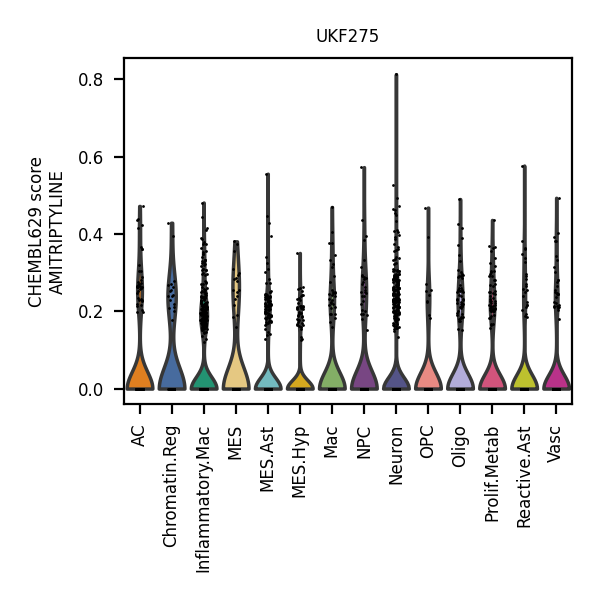 UKF275
CHEMBL629 score
AMITRIPTYLINE
0.8
0.6
0.4
0.2
0.0
AC
Chromatin.Reg
Inflammatory.Mac
MES
MES.Ast
MES.Hyp
Mac
NPC
Neuron
OPC
Oligo
Prolif.Metab
Reactive.Ast
Vasc